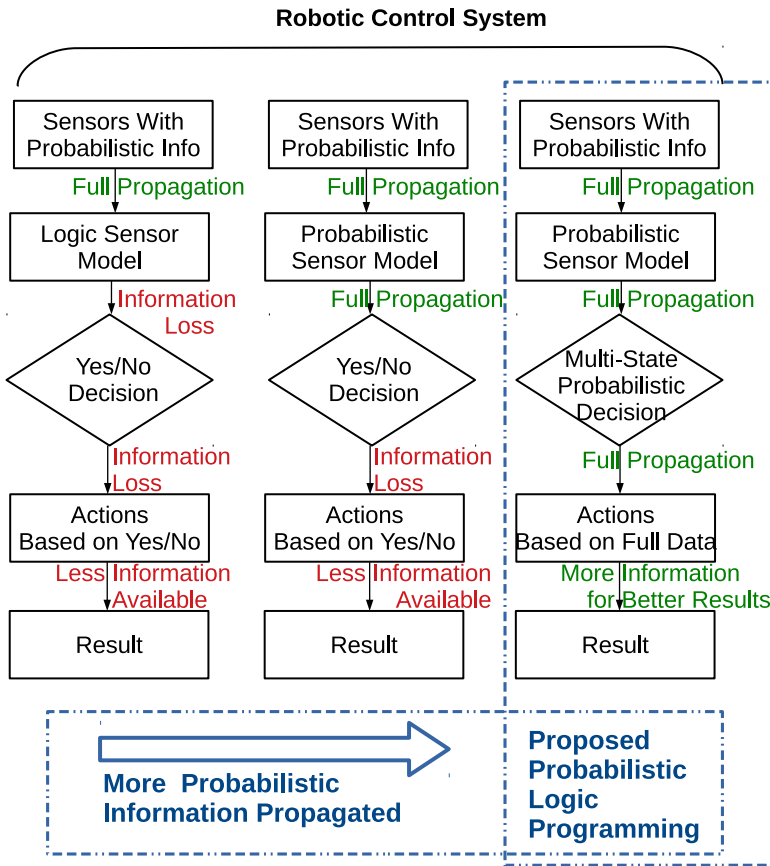 Robotic Control System
Sensors With
Probabilistic Info
Full Propagation
Logic Sensor
Model
Information
Loss
Yes/No
Decision
Information
Loss
Actions
Based on Yes/No
Less Information
Available
Result
Sensors With
Probabilistic Info
Full Propagation
Probabilistic
Sensor Model
Full Propagation
Yes/No
Decision
Information
Loss
Actions
Based on Yes/No
Less Information
Available
Result
Sensors With
Probabilistic Info
Full Propagation
Probabilistic
Sensor Model
Full Propagation
Multi-State
Probabilistic
Decision
Full Propagation
Actions
Based on Full Data
More Information
for Better Results
Result
More Probabilistic
Information Propagated
Proposed
Probabilistic
Logic
Programming